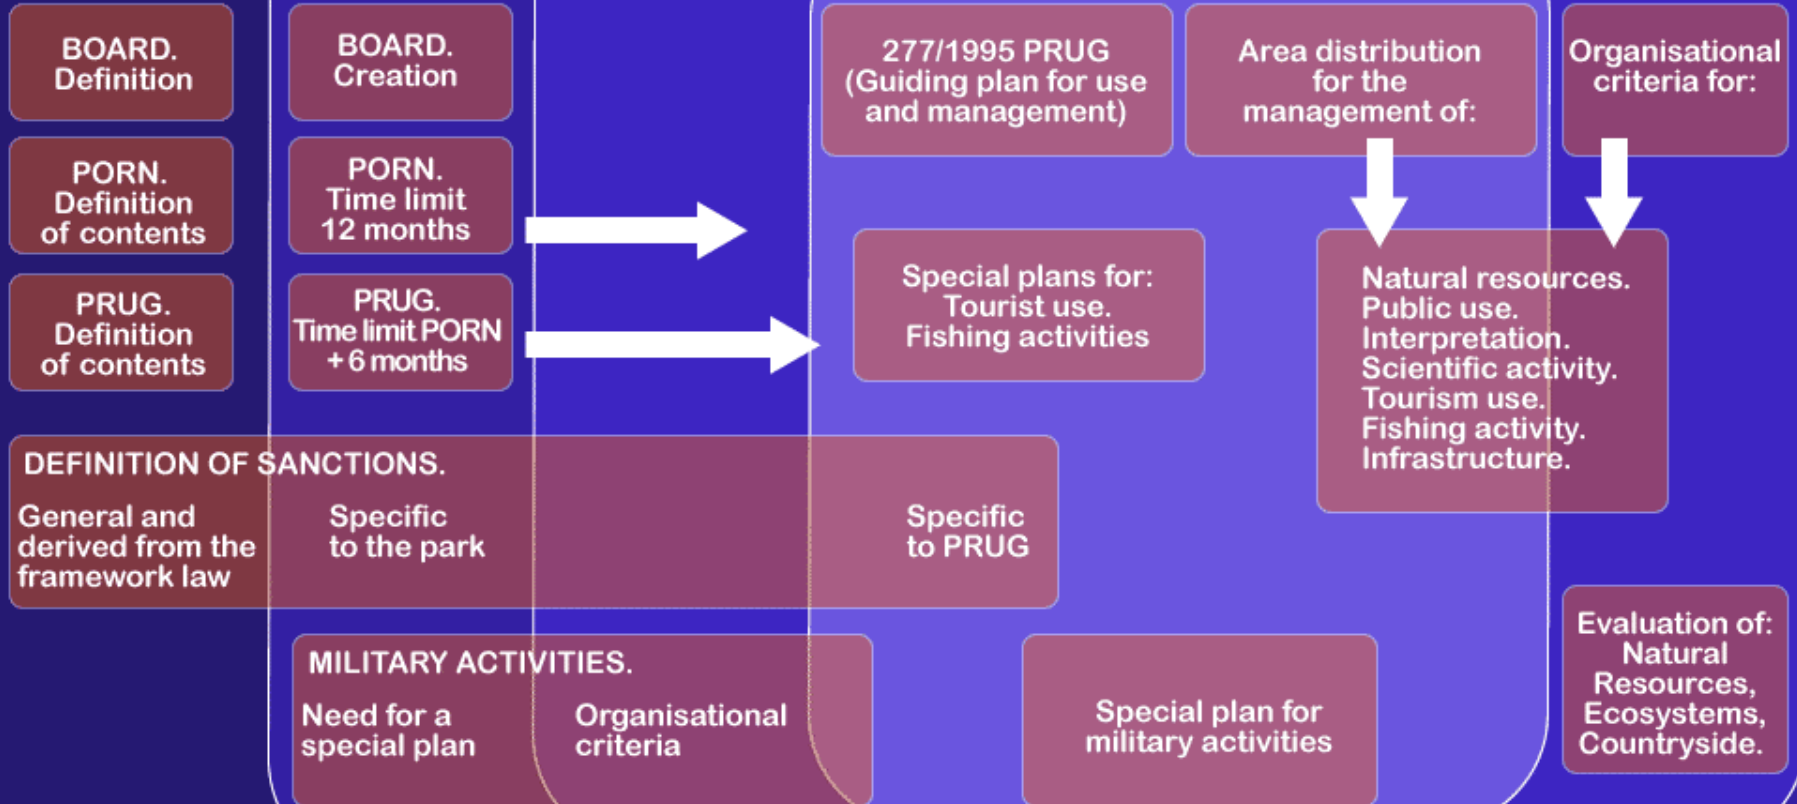 BOARD.
Definition
BOARD.
Creation
277/1995 PRUG
(Guiding plan for use
and management)
Area distribution
for the
management of:
Organisational
criteria for:
PORN.
Definition
of contents
PORN.
Time limit
12 months
PRUG.
Definition
of contents
PRUG.
Time limit PORN
+ 6 months
Special plans for:
Tourist use.
Fishing activities
Natural resources.
Public use.
Interpretation.
Scientific activity.
Tourism use.
Fishing activity.
Infrastructure.
DEFINITION OF SANCTIONS.
General and
derived from the
framework law
Specific
to the park
Specific
to PRUG
MILITARY ACTIVITIES.
Need for a
special plan
Organisational
criteria
Special plan for
military activities
Evaluation of:
Natural
Resources,
Ecosystems,
Countryside.